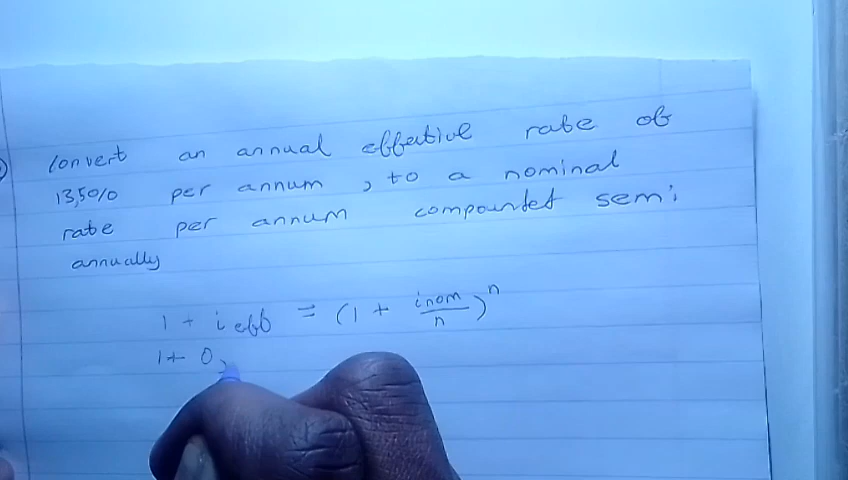 Convert an annual effective rate of
13,5% per annum, to a nominal
rate per annum compounded semi
annually
1 + i eff = (1 + inom/n)^n
1 + 0,